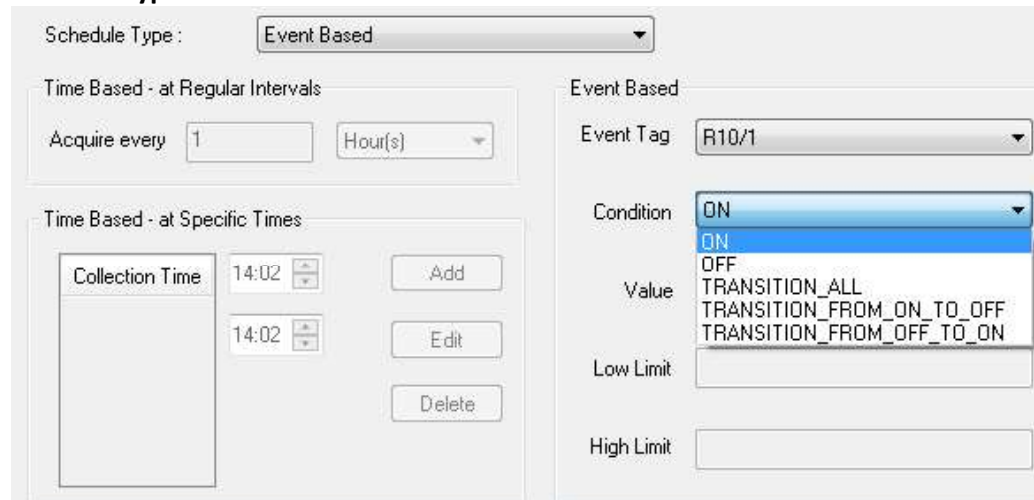 Schedule Type :
Event Based
Time Based - at Regular Intervals
Acquire every
1
Hour(s)
Time Based - at Specific Times
Collection Time
14:02
Add
14:02
Edit
Delete
Event Based
Event Tag
R10/1
Condition
ON
ON
OFF
TRANSITION_ALL
TRANSITION_FROM_ON_TO_OFF
TRANSITION_FROM_OFF_TO_ON
Value
Low Limit
High Limit